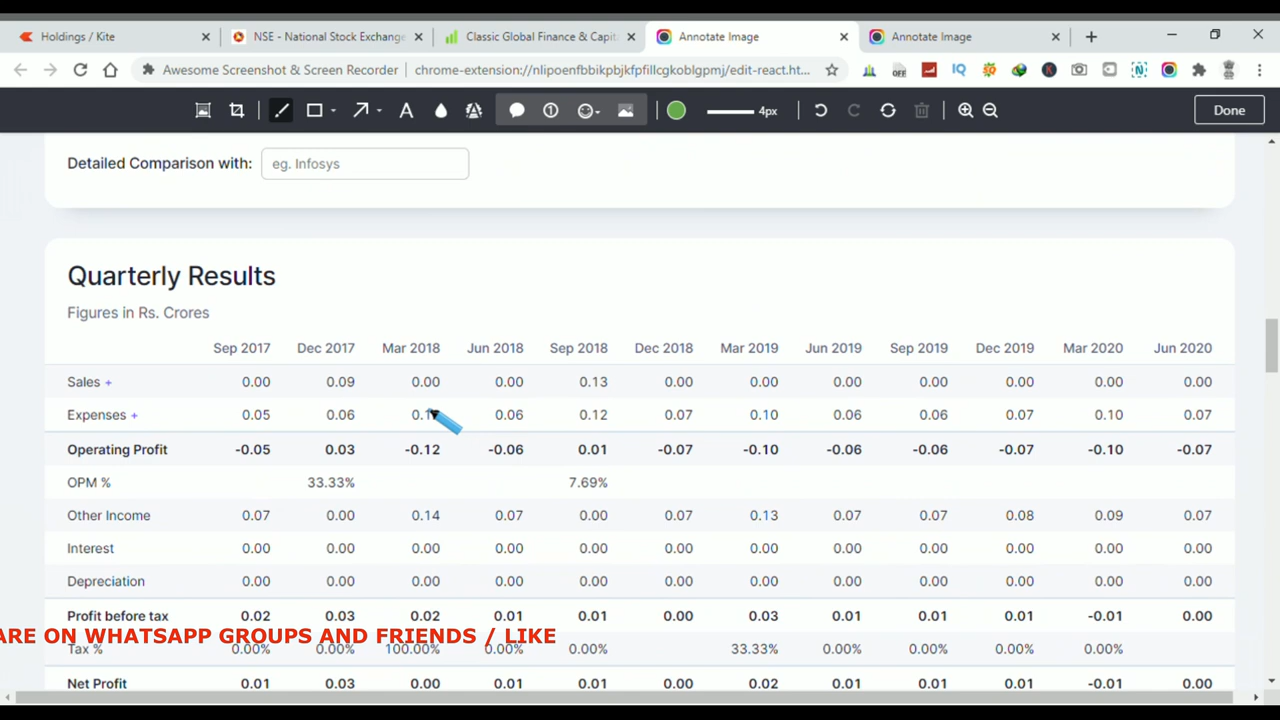 Holdings / Kite
NSE - National Stock Exchange
Classic Global Finance & Capit
Annotate Image
Annotate Image
Awesome Screenshot & Screen Recorder
chrome-extension://nlipoenfbbikpbjkfpfillcgkoblgpmj/edit-react.ht...
4px
Done
Detailed Comparison with: eg. Infosys
Quarterly Results
Figures in Rs. Crores
Sep 2017 Dec 2017 Mar 2018 Jun 2018 Sep 2018 Dec 2018 Mar 2019 Jun 2019 Sep 2019 Dec 2019 Mar 2020 Jun 2020
Sales + 0.00 0.09 0.00 0.00 0.13 0.00 0.00 0.00 0.00 0.00 0.00 0.00
Expenses + 0.05 0.06 0.06 0.12 0.07 0.10 0.06 0.06 0.07 0.10 0.07
Operating Profit -0.05 0.03 -0.12 -0.06 0.01 -0.07 -0.10 -0.06 -0.06 -0.07 -0.10 -0.07
OPM % 33.33% 7.69%
Other Income 0.07 0.00 0.14 0.07 0.00 0.07 0.13 0.07 0.07 0.08 0.09 0.07
Interest 0.00 0.00 0.00 0.00 0.00 0.00 0.00 0.00 0.00 0.00 0.00 0.00
Depreciation 0.00 0.00 0.00 0.00 0.00 0.00 0.00 0.00 0.00 0.00 0.00 0.00
Profit before tax 0.02 0.03 0.02 0.01 0.01 0.00 0.03 0.01 0.01 0.01 -0.01 0.00
ARE ON WHATSAPP GROUPS AND FRIENDS / LIKE
Tax % 0.00% 0.00% 100.00% 0.00% 0.00% 33.33% 0.00% 0.00% 0.00% 0.00%
Net Profit 0.01 0.03 0.00 0.01 0.01 0.00 0.02 0.01 0.01 0.01 -0.01 0.00